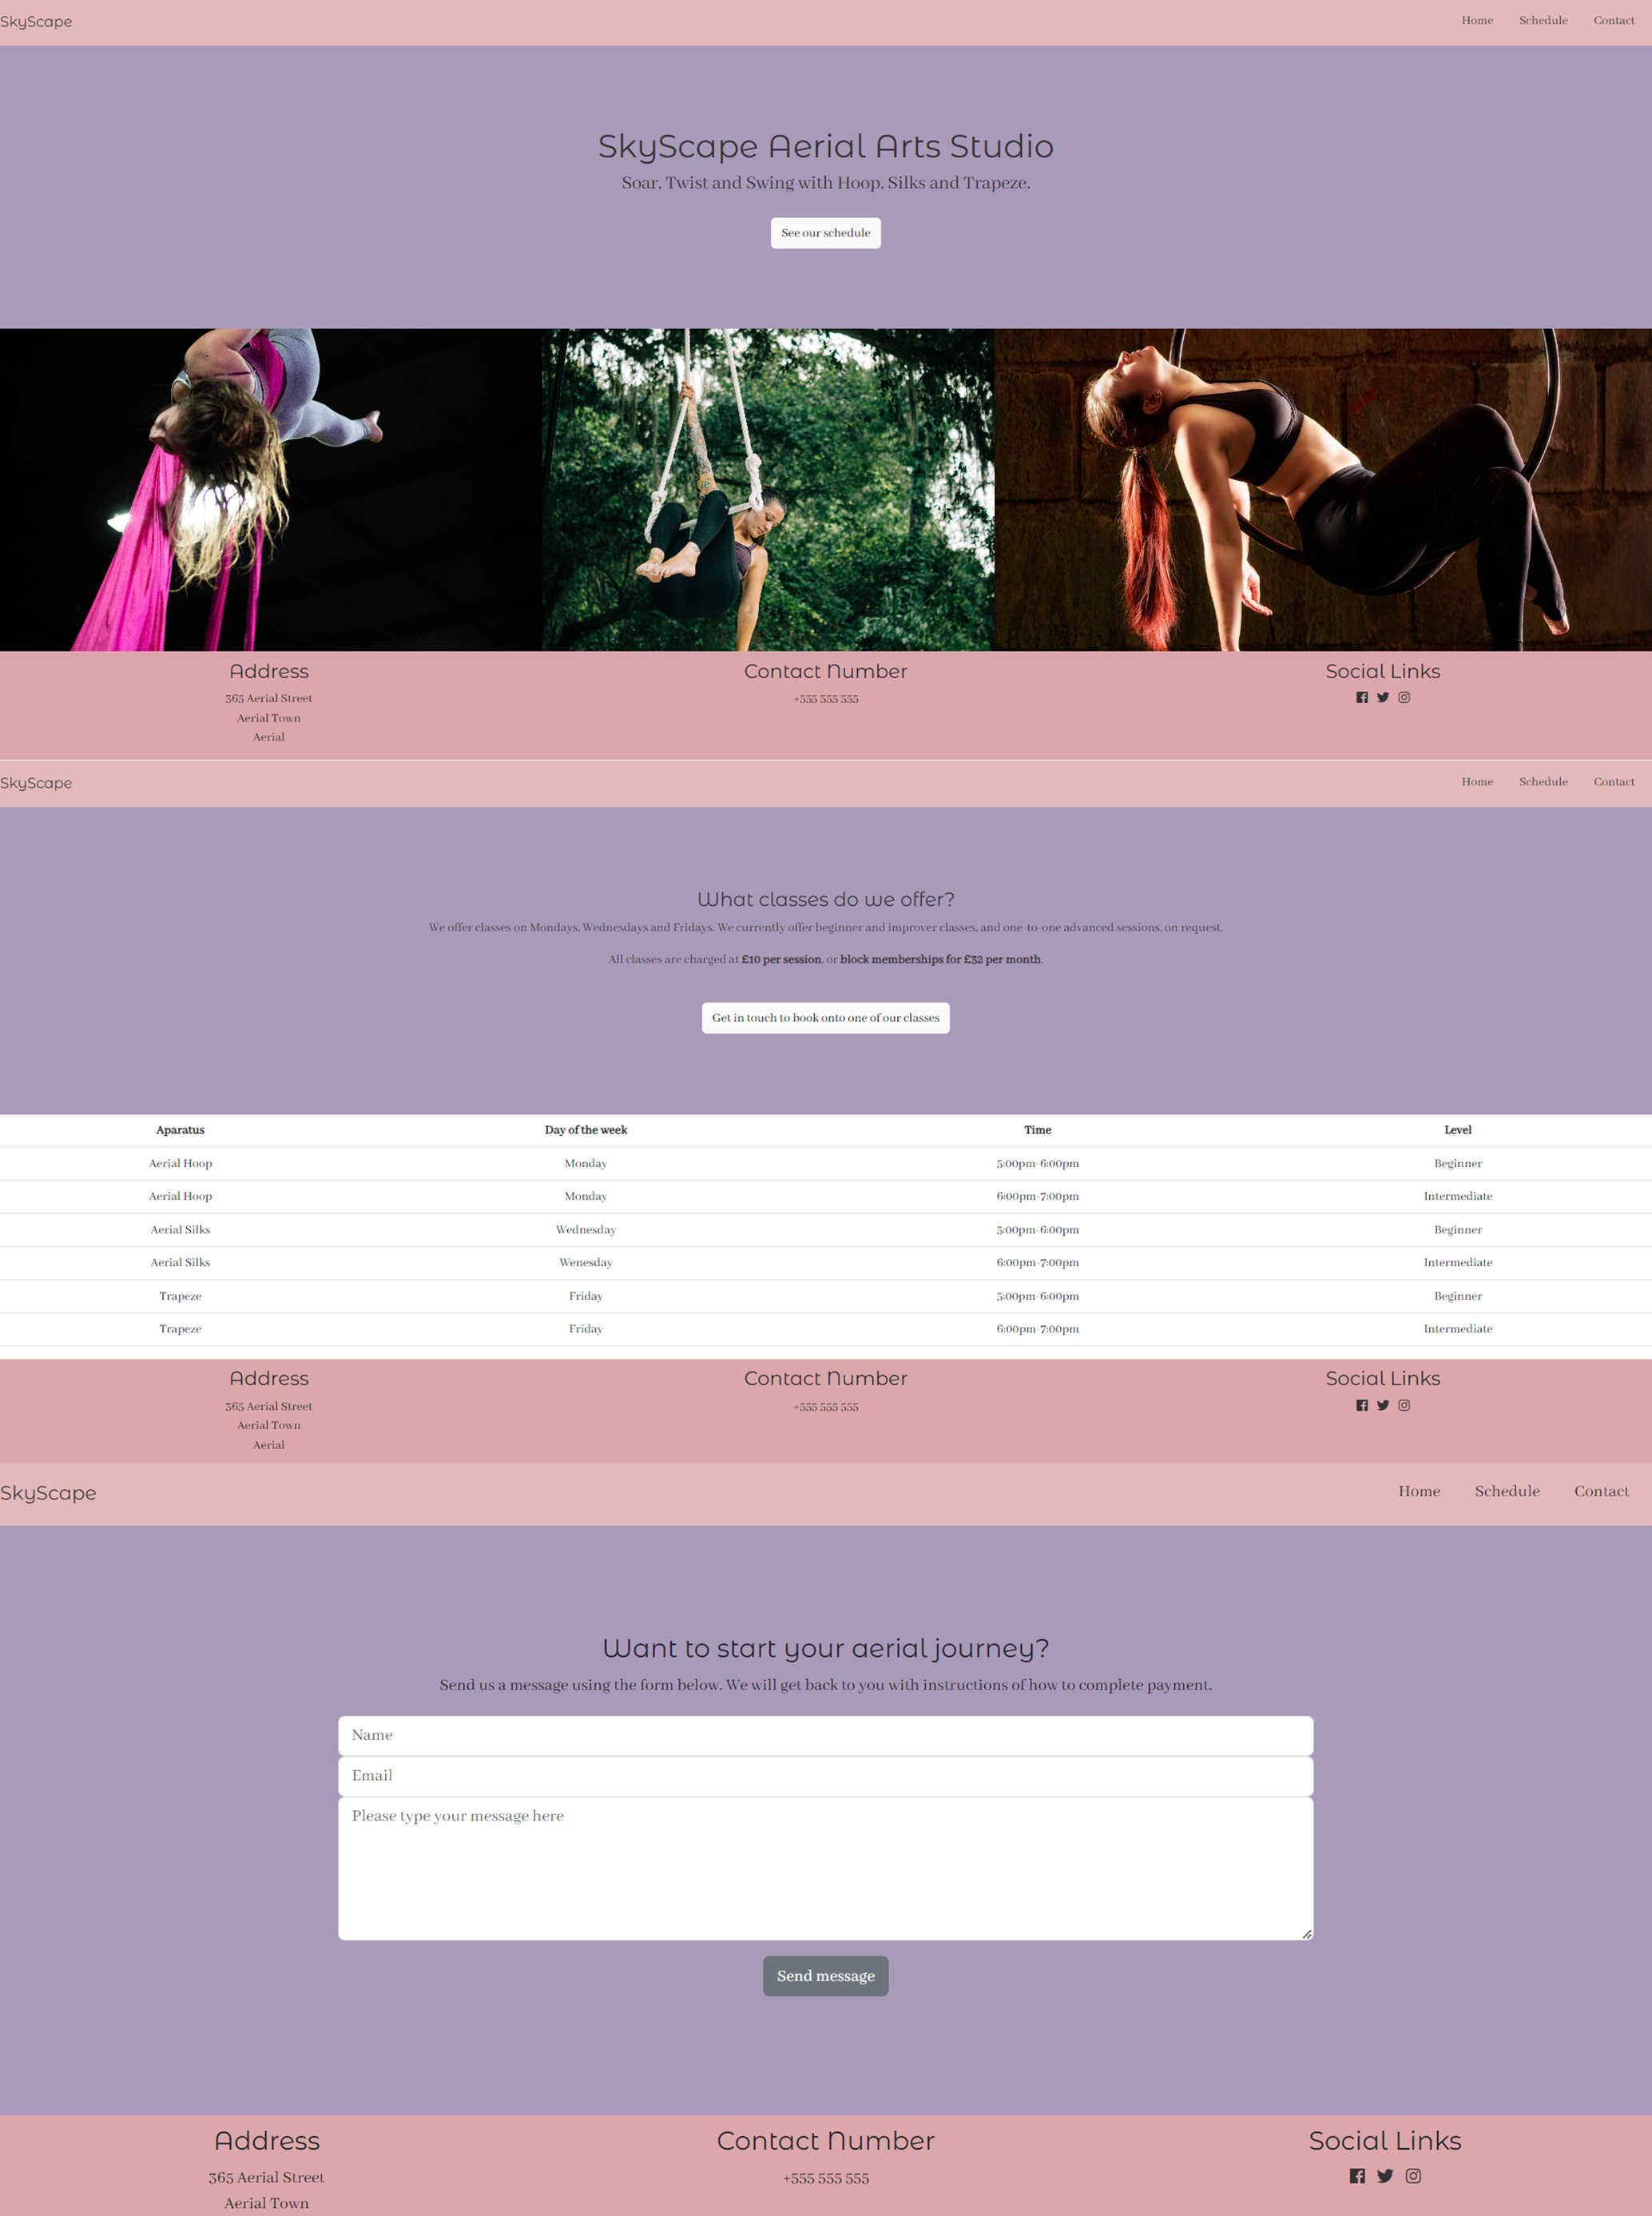 SkyScape
Home Schedule Contact
SkyScape Aerial Arts Studio
Soar, Twist and Swing with Hoop, Silks and Trapeze.
See our schedule
Address Contact Number Social Links
365 Aerial Street +555 555 555
Aerial Town
Aerial
SkyScape
Home Schedule Contact
What classes do we offer?
We offer classes on Mondays, Wednesdays and Fridays. We currently offer beginner and improver classes, and one-to-one advanced sessions, on request.
All classes are charged at £10 per session, or block memberships for £32 per month.
Get in touch to book onto one of our classes
Aparatus Day of the week Time Level
Aerial Hoop Monday 5:00pm-6:00pm Beginner
Aerial Hoop Monday 6:00pm-7:00pm Intermediate
Aerial Silks Wednesday 5:00pm-6:00pm Beginner
Aerial Silks Wenesday 6:00pm-7:00pm Intermediate
Trapeze Friday 5:00pm-6:00pm Beginner
Trapeze Friday 6:00pm-7:00pm Intermediate
Address Contact Number Social Links
365 Aerial Street +555 555 555
Aerial Town
Aerial
SkyScape
Home Schedule Contact
Want to start your aerial journey?
Send us a message using the form below. We will get back to you with instructions of how to complete payment.
Name
Email
Please type your message here
Send message
Address Contact Number Social Links
365 Aerial Street +555 555 555
Aerial Town